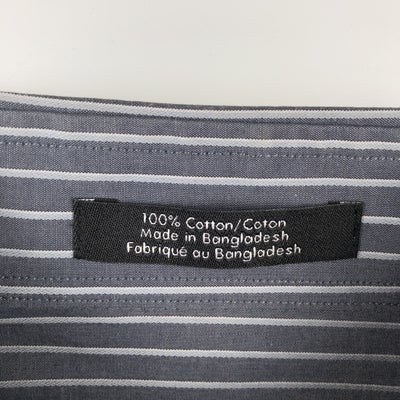 100% Cotton/Coton
Made in Bangladesh
Fabriqué au Bangladesh